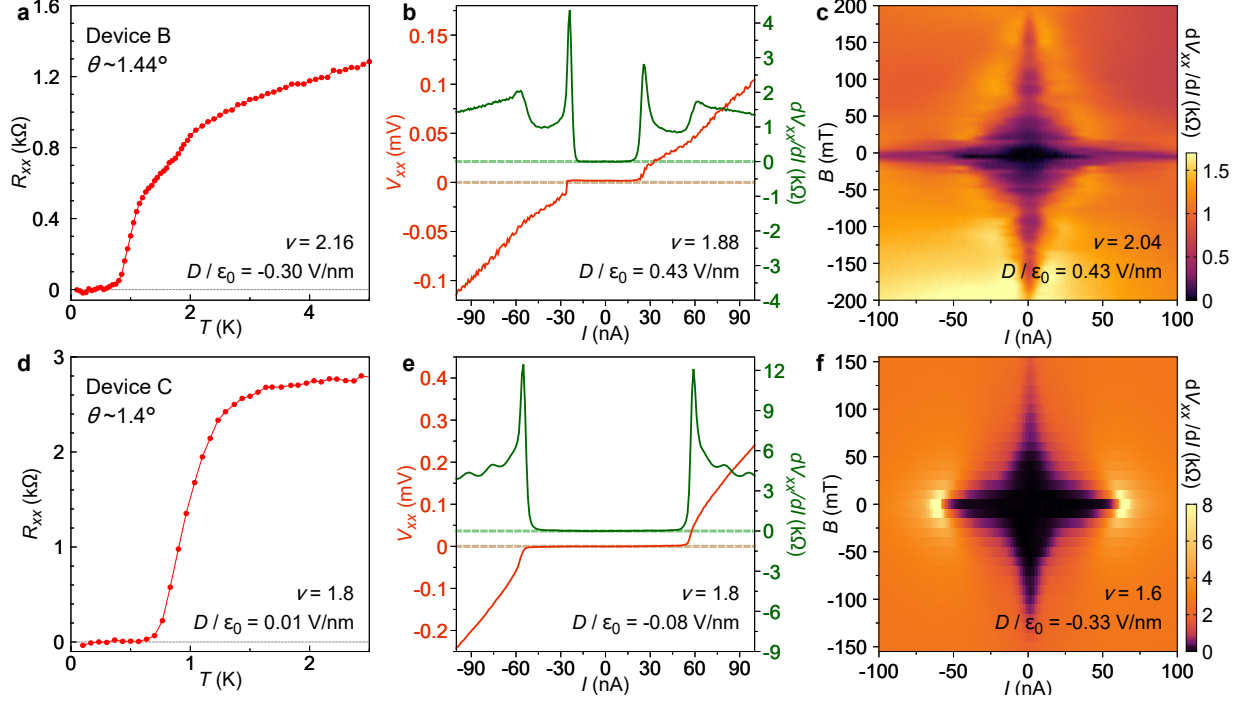 a
1.6
1.2
0.8
0.4
0
R_xx (kΩ)
Device B
θ ~1.44°
ν = 2.16
D / ε₀ = -0.30 V/nm
0 2 4
T (K)
b
0.15
0.1
0.05
0
-0.05
-0.1
V_xx (mV)
4
3
2
1
0
-1
-2
-3
-4
dV_xx/dI (kΩ)
ν = 1.88
D / ε₀ = 0.43 V/nm
-90 -60 -30 0 30 60 90
I (nA)
c
200
150
100
50
0
-50
-100
-150
-200
B (mT)
ν = 2.04
D / ε₀ = 0.43 V/nm
-100 -50 0 50 100
I (nA)
dV_xx /dI (kΩ)
1.5
1
0.5
0
d
3
2
1
0
R_xx (kΩ)
Device C
θ ~1.4°
ν = 1.8
D / ε₀ = 0.01 V/nm
0 1 2
T (K)
e
0.4
0.3
0.2
0.1
0
-0.1
-0.2
V_xx (mV)
12
9
6
3
0
-3
-6
-9
dV_xx/dI (kΩ)
ν = 1.8
D / ε₀ = -0.08 V/nm
-90 -60 -30 0 30 60 90
I (nA)
f
150
100
50
0
-50
-100
-150
B (mT)
ν = 1.6
D / ε₀ = -0.33 V/nm
-100 -50 0 50 100
I (nA)
dV_xx /dI (kΩ)
8
6
4
2
0